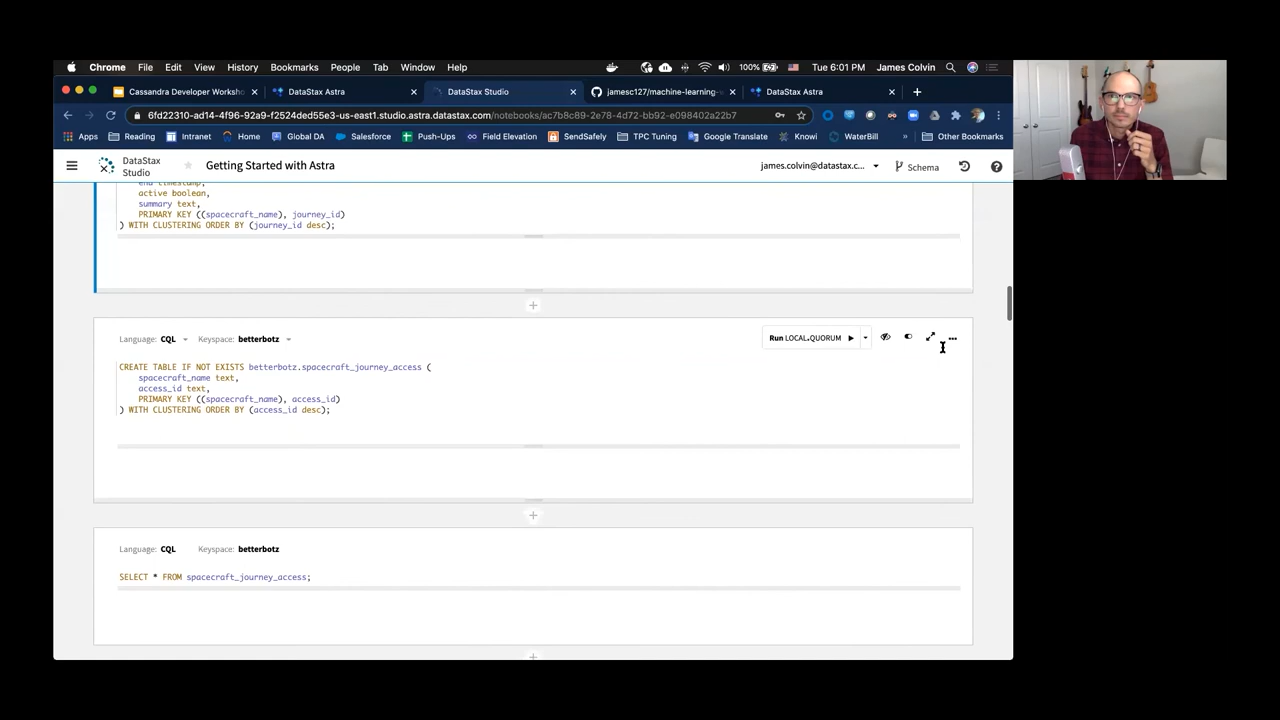 Chrome File Edit View History Bookmarks People Tab Window Help 100% Tue 6:01 PM James Colvin
Cassandra Developer Worksho DataStax Astra DataStax Studio jamesc127/machine-learning- DataStax Astra
6fd22310-ad14-4f96-92a9-f2524ded55e3-us-east1.studio.astra.datastax.com/notebooks/ac7b8c89-2e78-4d72-bb92-e098402a22b7
Apps Reading Intranet Home Global DA Salesforce Push-Ups Field Elevation SendSafely TPC Tuning Google Translate Knowi WaterBill » Other Bookmarks
DataStax Studio Getting Started with Astra james.colvin@datastax.c... Schema
end timestamp,
active boolean,
summary text,
PRIMARY KEY ((spacecraft_name), journey_id)
) WITH CLUSTERING ORDER BY (journey_id desc);
Language: CQL Keyspace: betterbotz Run LOCAL.QUORUM
CREATE TABLE IF NOT EXISTS betterbotz.spacecraft_journey_access (
spacecraft_name text,
access_id text,
PRIMARY KEY ((spacecraft_name), access_id)
) WITH CLUSTERING ORDER BY (access_id desc);
Language: CQL Keyspace: betterbotz
SELECT * FROM spacecraft_journey_access;